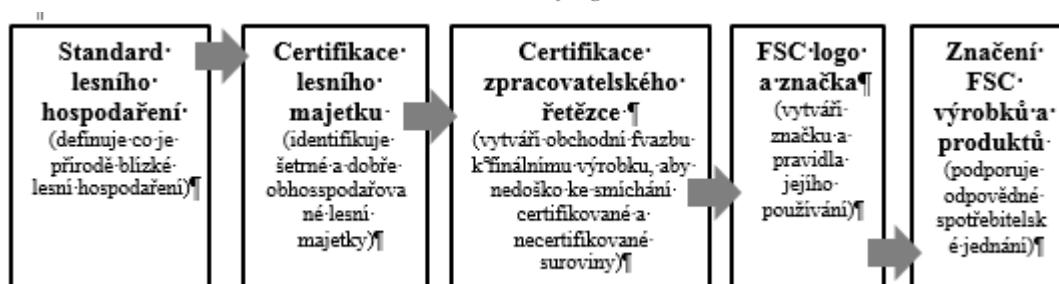 Standard·
lesního·
hospodaření·
(definuje·co·je·
přírodě·blízké·
lesní·hospodaření)¶
Certifikace·
lesního·
majetku·
(identifikuje·
šetrné·a·dobře·
obhosspodařova
né·lesní·
majetky)¶
Certifikace·
zpracovatelského·
řetězce·¶
(vytváří·obchodní·fvazbu·
k°finálnímu·výrobku,·aby·
nedoško·ke·smíchání·
certifikované·a·
necertifikované·
suroviny)¶
FSC·logo·
a·značka¶
(vytváří·
značku·a·
pravidla·
jejího·
používání)¶
Značení·
FSC·
výrobků·a·
produktů·
(podporuje·
odpovědné·
spotřebitelsk
é·jednání)¶